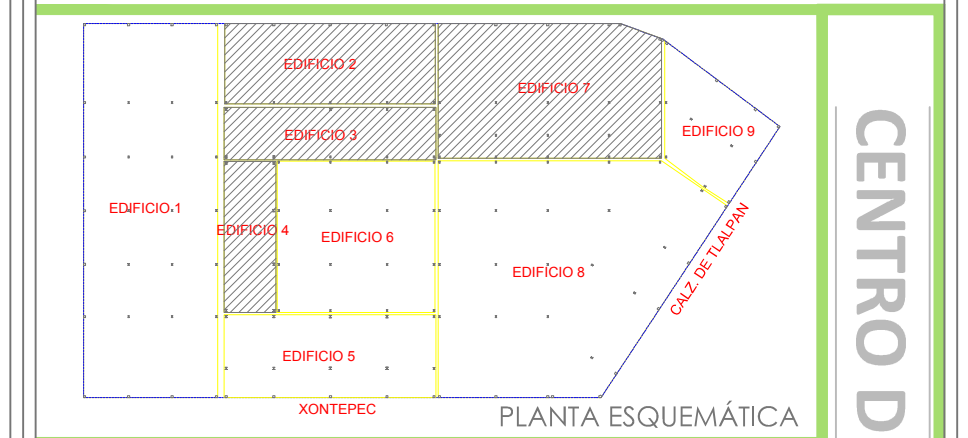 EDIFICIO 2
EDIFICIO 7
EDIFICIO 3
EDIFICIO 9
EDIFICIO 1
EDIFICIO 4
EDIFICIO 6
EDIFICIO 8
CALZ. DE TLALPAN
EDIFICIO 5
XONTEPEC
PLANTA ESQUEMÁTICA
CENTRO D